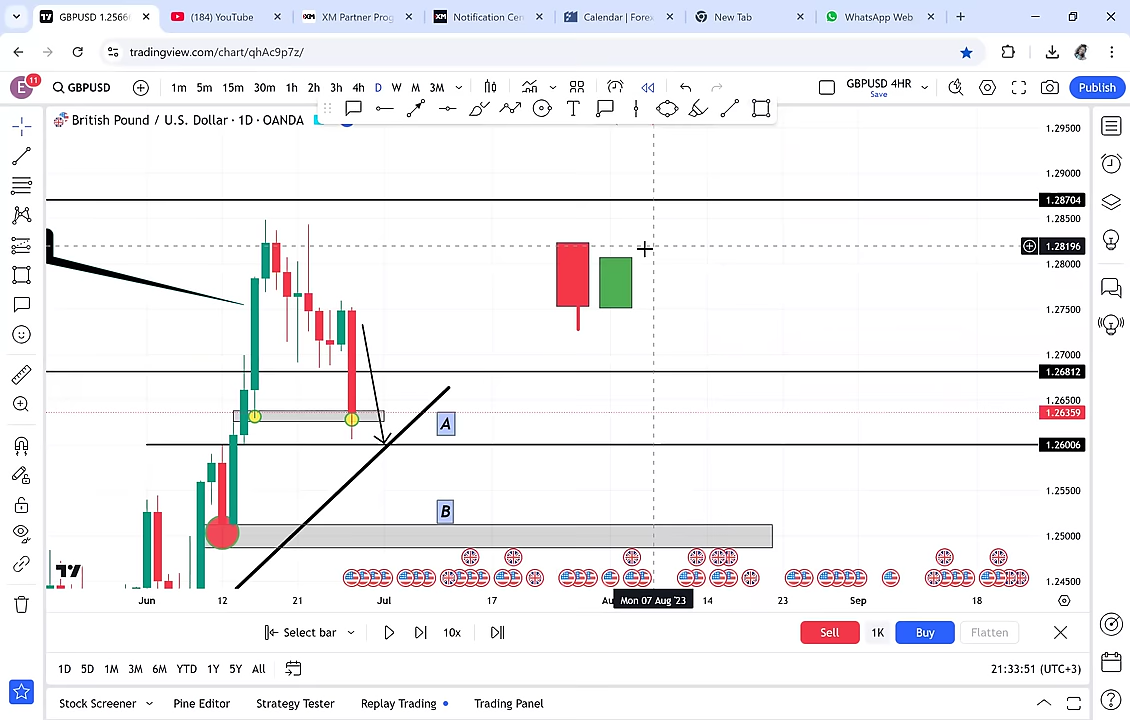 TradingView 1.2566
(184) YouTube
XM Partner Prog
Notification Cen
Calendar | Forex
New Tab
WhatsApp Web
tradingview.com/chart/qhAc9p7z/
E 11 GBPUSD 1m 5m 15m 30m 1h 2h 3h 4h D W M 3M GBPUSD 4HR Save Publish
British Pound / U.S. Dollar · 1D · OANDA
1.29500
1.29000
1.28704
1.28500
1.28196
1.28000
1.27500
1.27000
1.26812
1.26500
1.26359
A
1.26006
1.25500
B
1.25000
1.24500
Jun 12 21 Jul 17 Au Mon 07 Aug '23 14 23 Sep 18
Select bar 10x Sell 1K Buy Flatten
1D 5D 1M 3M 6M YTD 1Y 5Y All 21:33:51 (UTC+3)
Stock Screener Pine Editor Strategy Tester Replay Trading Trading Panel